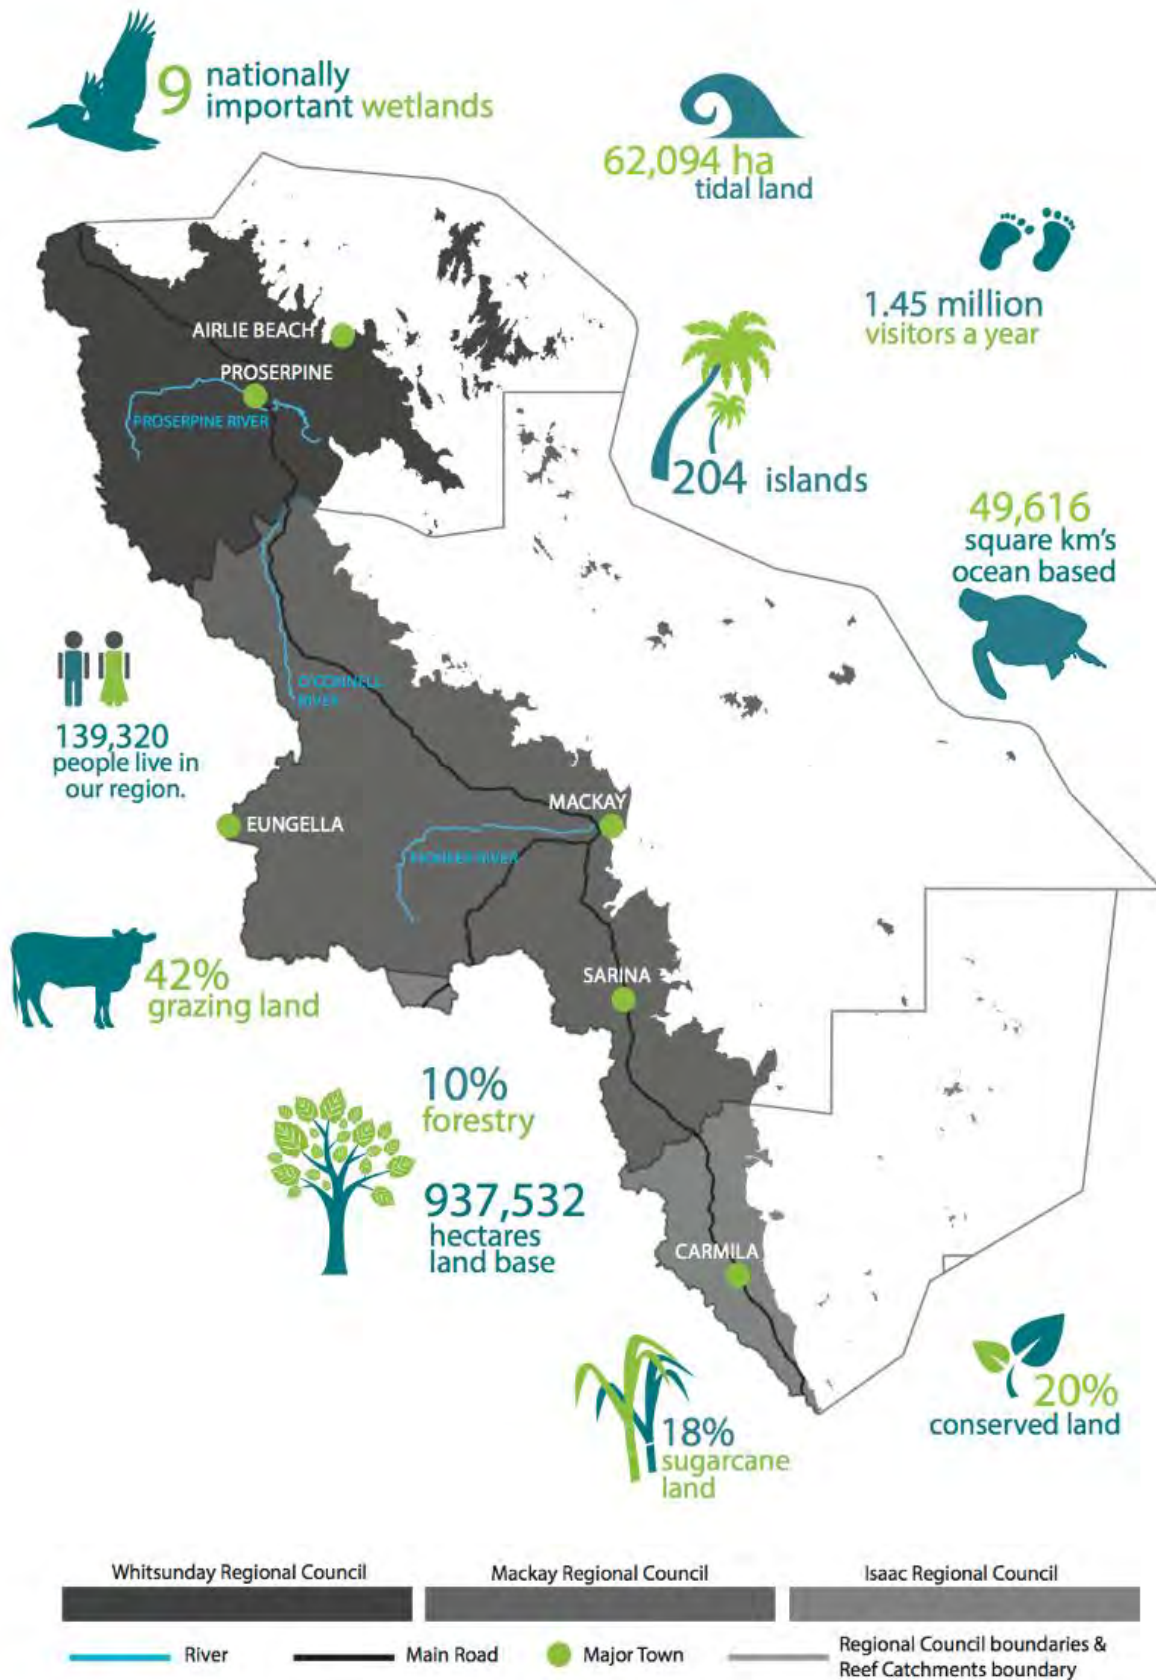 9 nationally
important wetlands
62,094 ha
tidal land
1.45 million
visitors a year
AIRLIE BEACH
PROSERPINE
PROSERPINE RIVER
204 islands
49,616
square km's
ocean based
139,320
people live in
our region.
O'CONNELL
RIVER
MACKAY
EUNGELLA
PIONEER RIVER
42%
grazing land
SARINA
10%
forestry
937,532
hectares
land base
CARMILA
18%
sugarcane
land
20%
conserved land
Whitsunday Regional Council
Mackay Regional Council
Isaac Regional Council
River
Main Road
Major Town
Regional Council boundaries &
Reef Catchments boundary